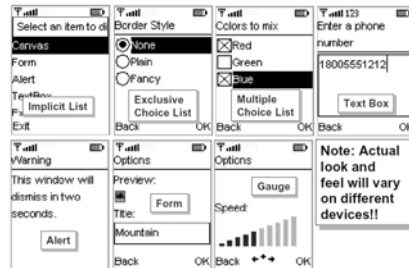 Select an item to di
Canvas
Form
Alert
TextBox
Implicit List
Exit
Border Style
None
Plain
Fancy
Exclusive
Choice List
Back OK
Colors to mix
Red
Green
Blue
Multiple
Choice List
Back OK
123
Enter a phone
number
18005551212
Text Box
Warning
This window will
dismiss in two
seconds.
Alert
Options
Preview:
Form
Title:
Mountain
Back OK
Options
Gauge
Speed:
Back OK
Note: Actual
look and
feel will vary
on different
devices!!